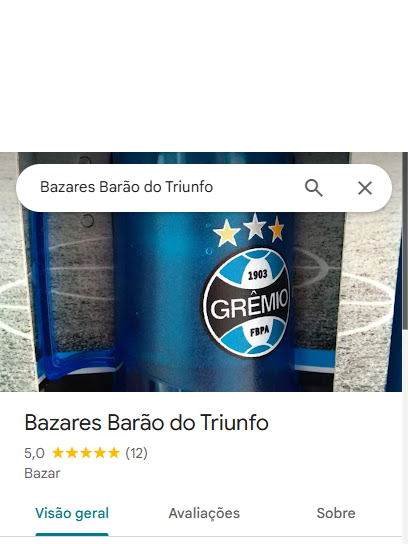 Bazares Barão do Triunfo
1903
GRÊMIO
FBPA
Bazares Barão do Triunfo
5,0 (12)
Bazar
Visão geral Avaliações Sobre